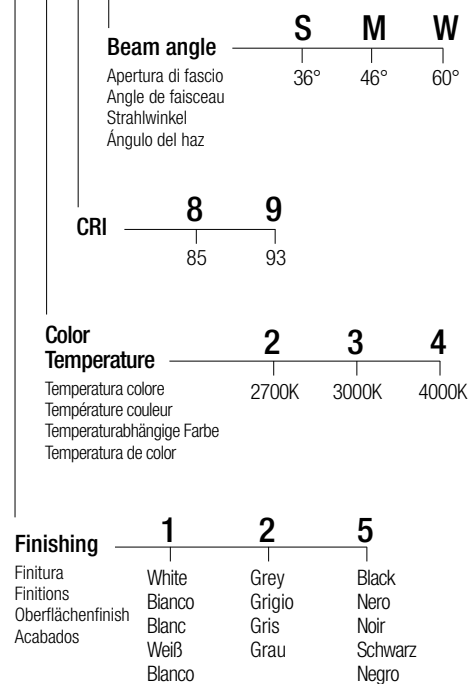 S M W
Beam angle
Apertura di fascio 36° 46° 60°
Angle de faisceau
Strahlwinkel
Ángulo del haz
8 9
CRI
85 93
Color
Temperature 2 3 4
Temperatura colore 2700K 3000K 4000K
Température couleur
Temperaturabhängige Farbe
Temperatura de color
1 2 5
Finishing
Finitura White Grey Black
Finitions Bianco Grigio Nero
Oberflächenfinish Blanc Gris Noir
Acabados Weiß Grau Schwarz
Blanco Negro